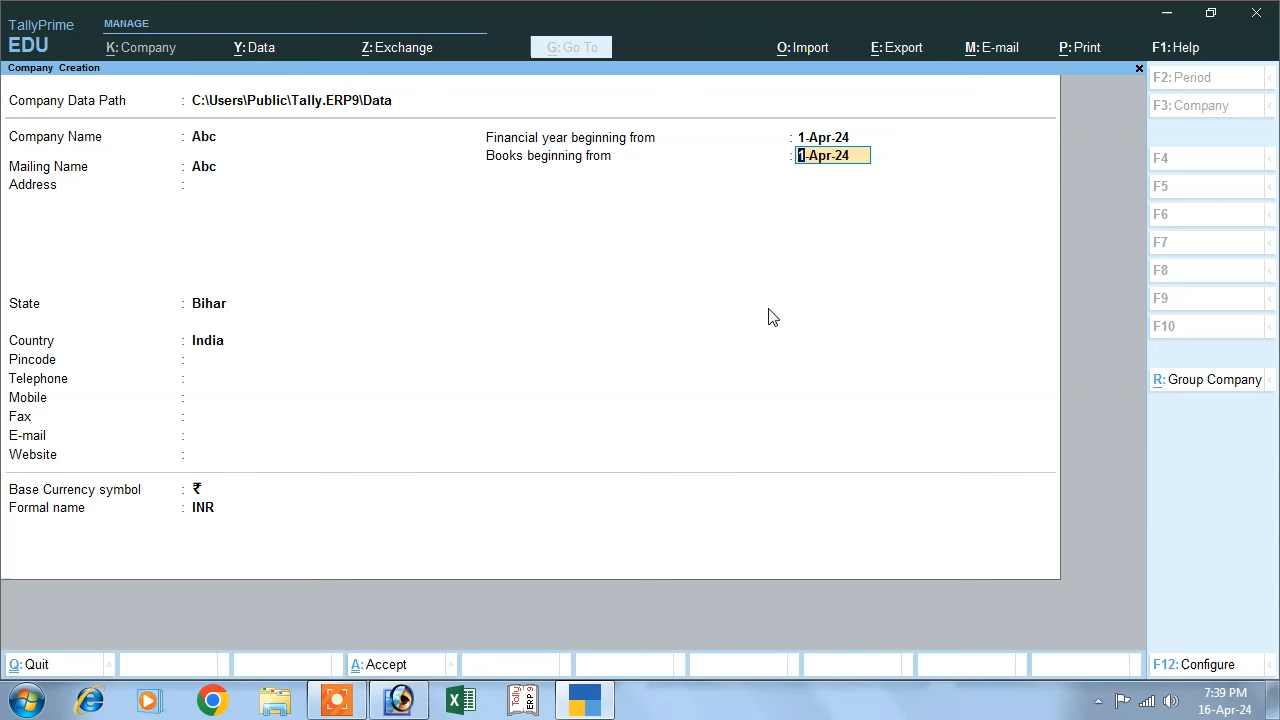 TallyPrime
EDU
MANAGE
K: Company
Y: Data
Z: Exchange
G: Go To
O: Import
E: Export
M: E-mail
P: Print
F1: Help
Company Creation
Company Data Path : C:\Users\Public\Tally.ERP9\Data
Company Name : Abc
Financial year beginning from : 1-Apr-24
Books beginning from : 1-Apr-24
Mailing Name : Abc
Address :
State : Bihar
Country : India
Pincode :
Telephone :
Mobile :
Fax :
E-mail :
Website :
Base Currency symbol : ₹
Formal name : INR
F2: Period
F3: Company
F4
F5
F6
F7
F8
F9
F10
R: Group Company
F12: Configure
Q: Quit
A: Accept
Tally
ERP 9
7:39 PM
16-Apr-24